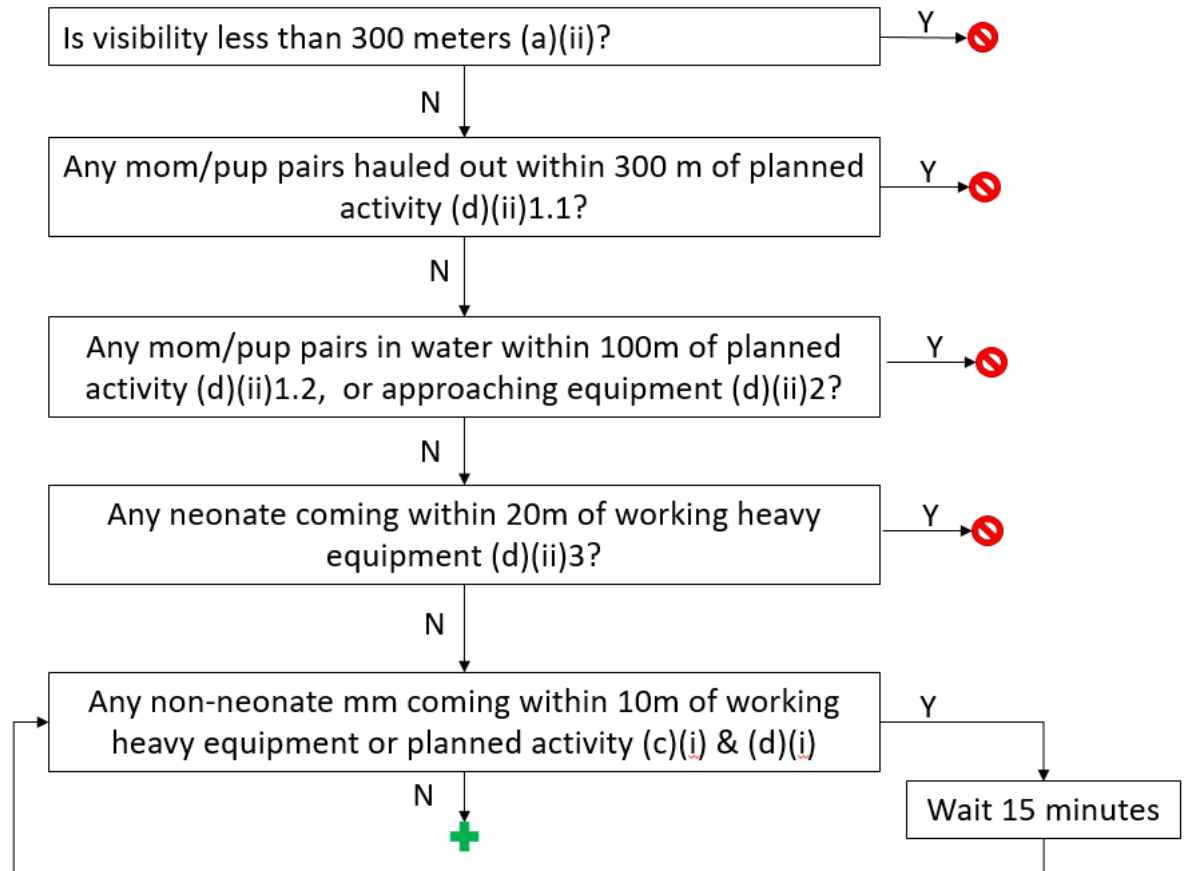 Is visibility less than 300 meters (a)(ii)?
Y
N
Any mom/pup pairs hauled out within 300 m of planned
activity (d)(ii)1.1?
Y
N
Any mom/pup pairs in water within 100m of planned
activity (d)(ii)1.2, or approaching equipment (d)(ii)2?
Y
N
Any neonate coming within 20m of working heavy
equipment (d)(ii)3?
Y
N
Any non-neonate mm coming within 10m of working
heavy equipment or planned activity (c)(i) & (d)(i)
Y
N
Wait 15 minutes